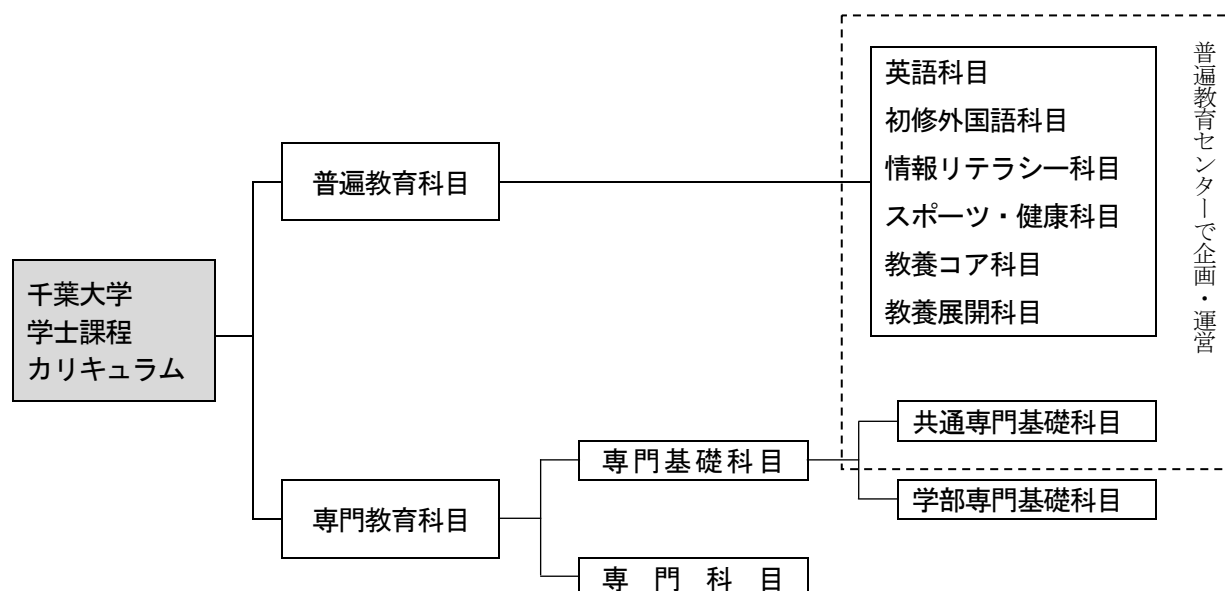 千葉大学
学士課程
カリキュラム
普遍教育科目
英語科目
初修外国語科目
情報リテラシー科目
スポーツ・健康科目
教養コア科目
教養展開科目
普遍教育センターで企画・運営
専門教育科目
専門基礎科目
共通専門基礎科目
学部専門基礎科目
専門科目